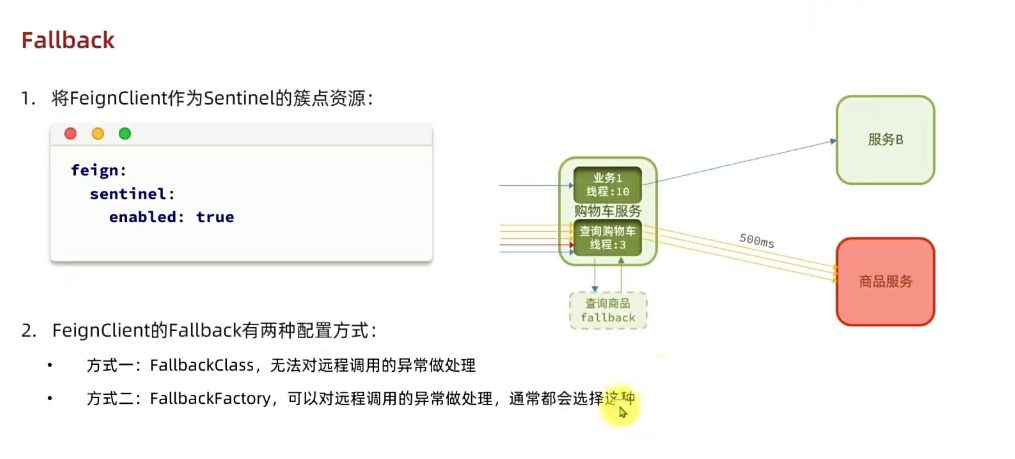 Fallback
1. 将FeignClient作为Sentinel的簇点资源：
feign:
sentinel:
enabled: true
业务1
线程:10
购物车服务
查询购物车
线程:3
查询商品
fallback
500ms
服务B
商品服务
2. FeignClient的Fallback有两种配置方式：
• 方式一：FallbackClass，无法对远程调用的异常做处理
• 方式二：FallbackFactory，可以对远程调用的异常做处理，通常都会选择这种